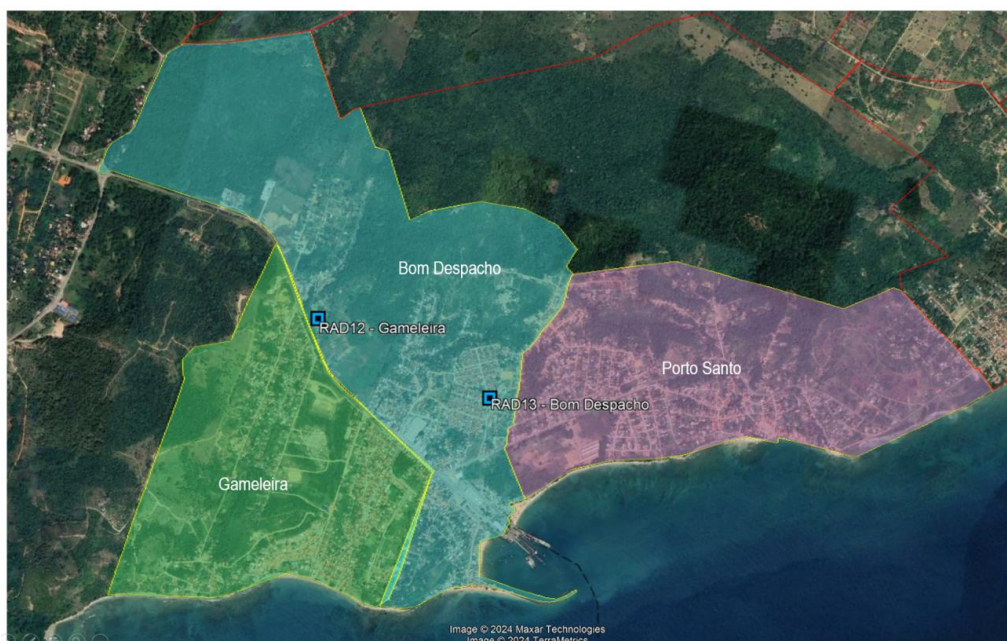 Bom Despacho
RAD12 - Gameleira
Porto Santo
RAD13 - Bom Despacho
Gameleira
Image © 2024 Maxar Technologies
Image © 2024 TerraMetrics